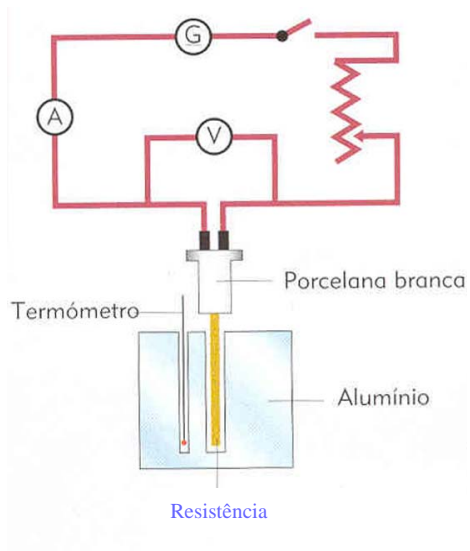 G
A
V
Porcelana branca
Termómetro
Alumínio
Resistência